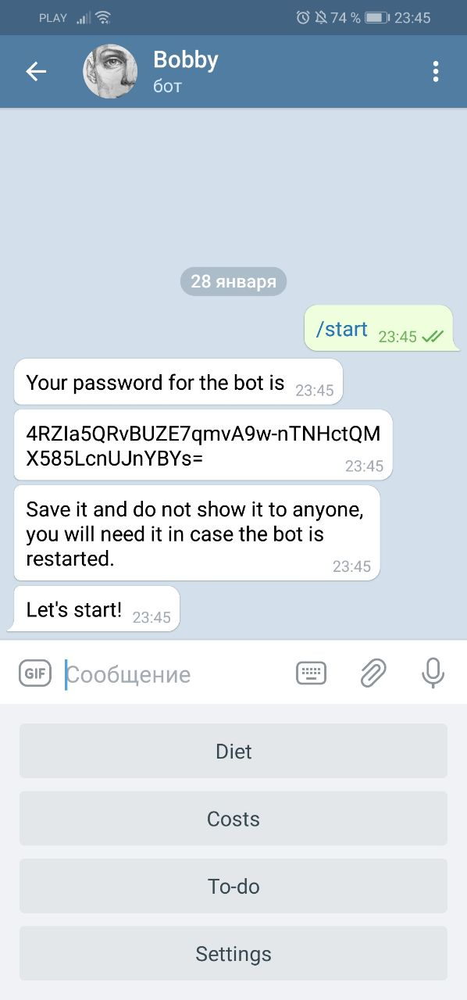 PLAY 74 % 23:45
Bobby
бот
28 января
/start 23:45
Your password for the bot is 23:45
4RZIa5QRvBUZE7qmvA9w-nTNHctQM
X585LcnUJnYBYs= 23:45
Save it and do not show it to anyone,
you will need it in case the bot is
restarted. 23:45
Let's start! 23:45
GIF Сообщение
Diet
Costs
To-do
Settings